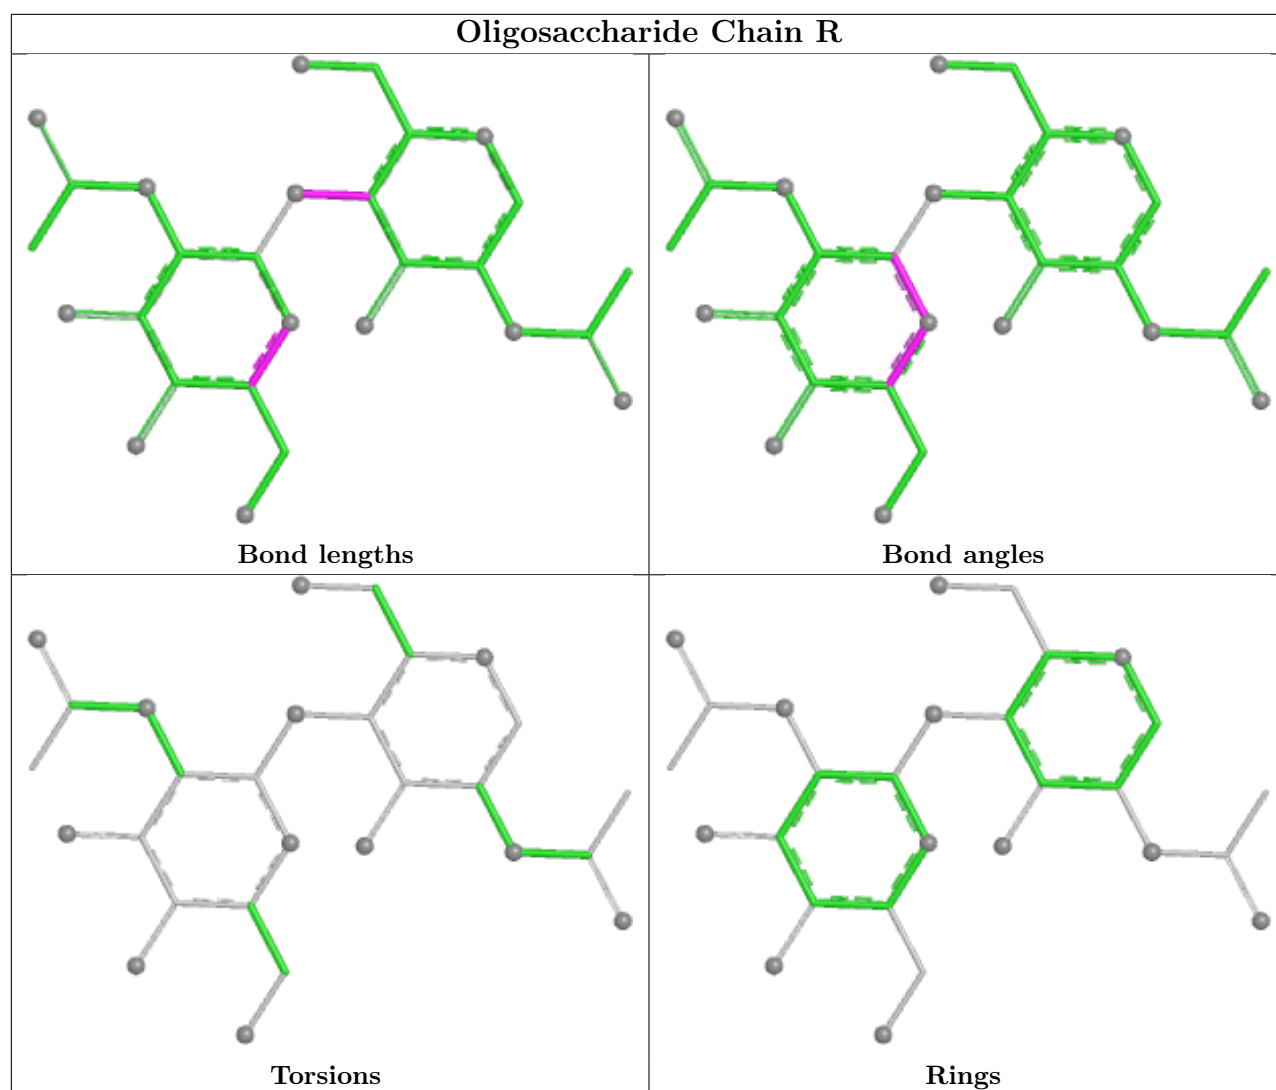 Oligosaccharide Chain R
Bond lengths
Bond angles
Torsions
Rings